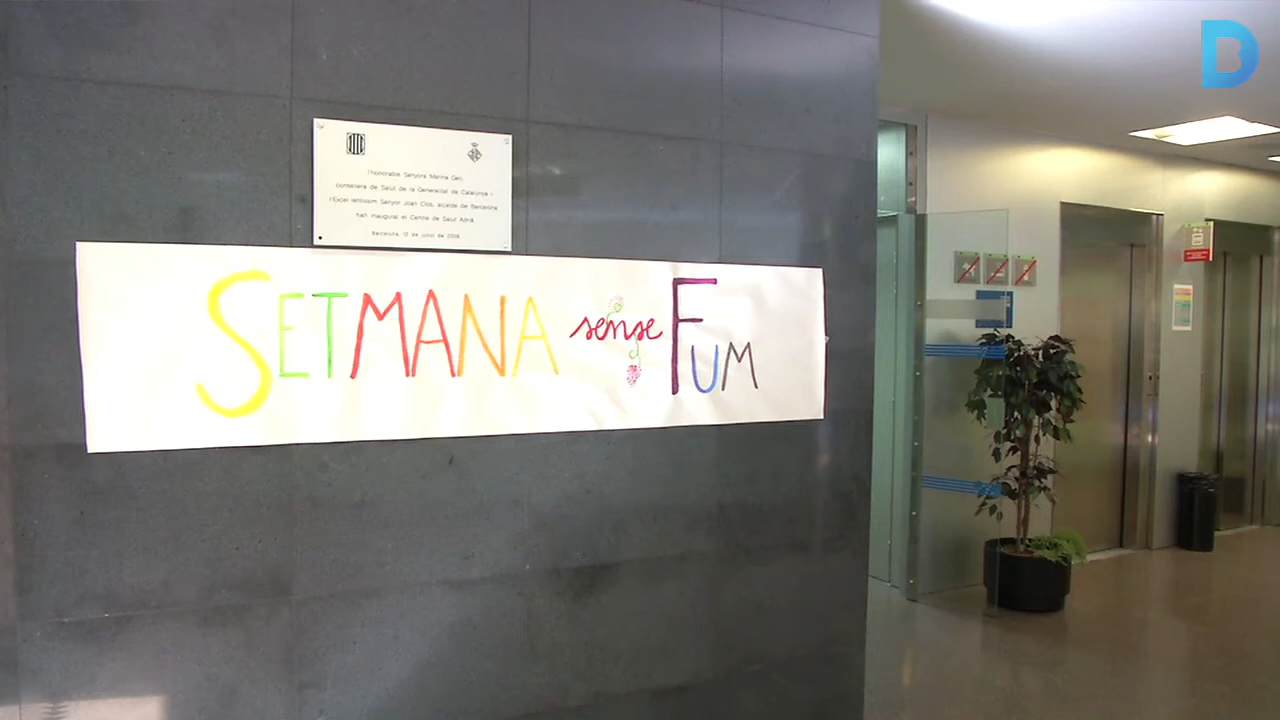 l'honorable Senyora Marina Geli,
consellera de Salut de la Generalitat de Catalunya
l'Excel·lentíssim Senyor Joan Clos, alcalde de Barcelona
han inaugurat el Centre de Salut Adrià
Barcelona, 12 de juny de 2006
SETMANA sense FUM